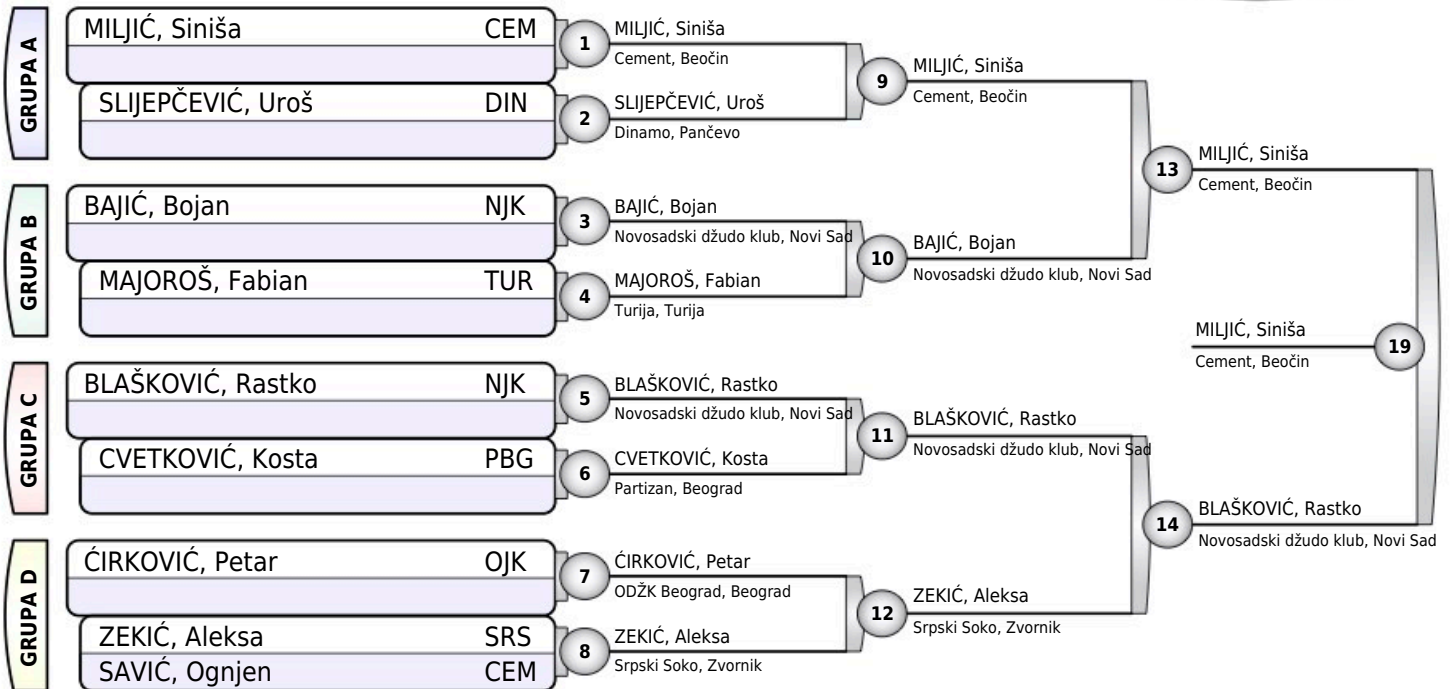 GRUPA A
MILJIĆ, Siniša CEM
SLIJEPČEVIĆ, Uroš DIN
GRUPA B
BAJIĆ, Bojan NJK
MAJOROŠ, Fabian TUR
GRUPA C
BLAŠKOVIĆ, Rastko NJK
CVETKOVIĆ, Kosta PBG
GRUPA D
ĆIRKOVIĆ, Petar OJK
ZEKIĆ, Aleksa SRS
SAVIĆ, Ognjen CEM
1
MILJIĆ, Siniša
Cement, Beočin
2
SLIJEPČEVIĆ, Uroš
Dinamo, Pančevo
3
BAJIĆ, Bojan
Novosadski džudo klub, Novi Sad
4
MAJOROŠ, Fabian
Turija, Turija
5
BLAŠKOVIĆ, Rastko
Novosadski džudo klub, Novi Sad
6
CVETKOVIĆ, Kosta
Partizan, Beograd
7
ĆIRKOVIĆ, Petar
ODŽK Beograd, Beograd
8
ZEKIĆ, Aleksa
Srpski Soko, Zvornik
9
MILJIĆ, Siniša
Cement, Beočin
10
BAJIĆ, Bojan
Novosadski džudo klub, Novi Sad
11
BLAŠKOVIĆ, Rastko
Novosadski džudo klub, Novi Sad
12
ZEKIĆ, Aleksa
Srpski Soko, Zvornik
13
MILJIĆ, Siniša
Cement, Beočin
14
BLAŠKOVIĆ, Rastko
Novosadski džudo klub, Novi Sad
MILJIĆ, Siniša
Cement, Beočin
19